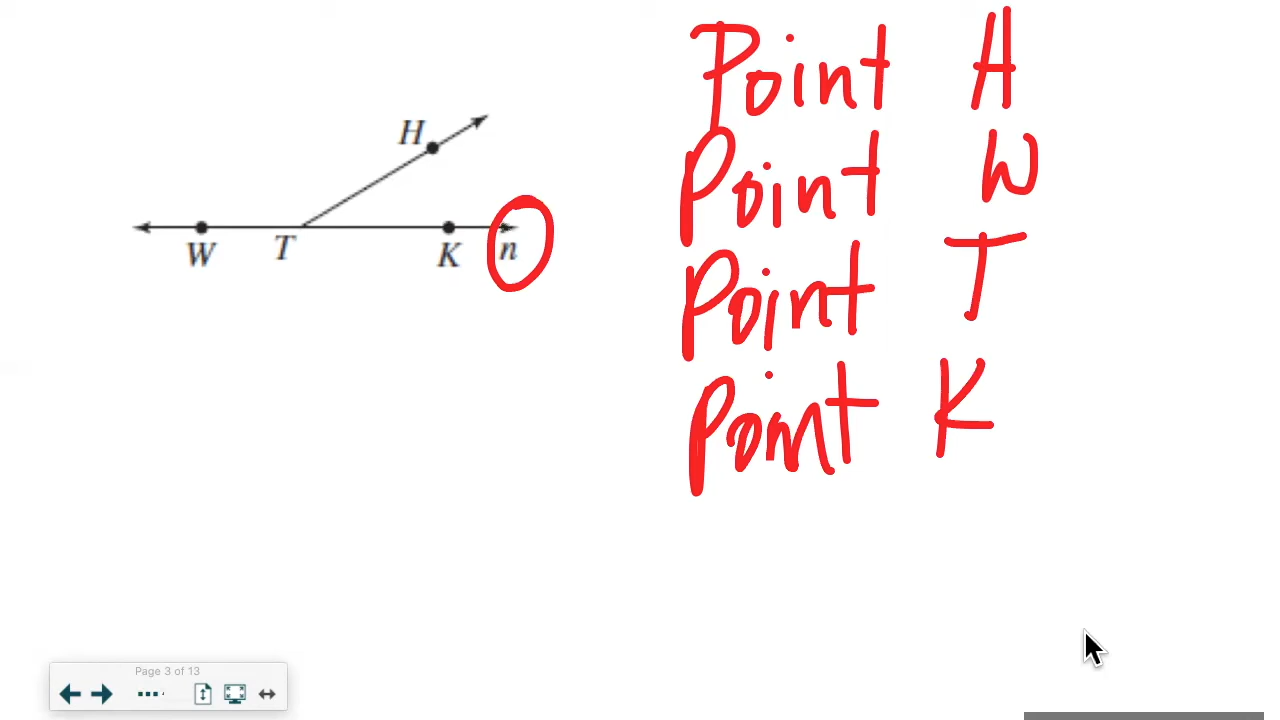 Point H
Point W
Point T
Point K
H
W T K n
Page 3 of 13